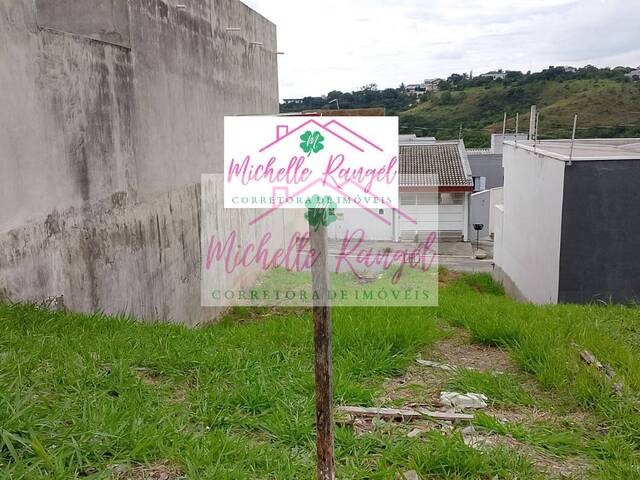 M
Michelle Rangel
CORRETORA DE IMÓVEIS
Michelle Rangel
CORRETORA DE IMÓVEIS